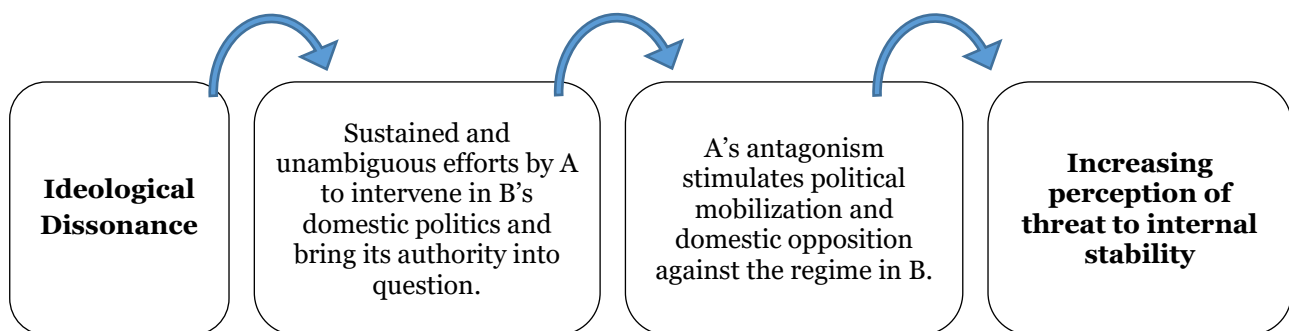 Ideological
Dissonance
Sustained and
unambiguous efforts by A
to intervene in B’s
domestic politics and
bring its authority into
question.
A’s antagonism
stimulates political
mobilization and
domestic opposition
against the regime in B.
Increasing
perception of
threat to internal
stability